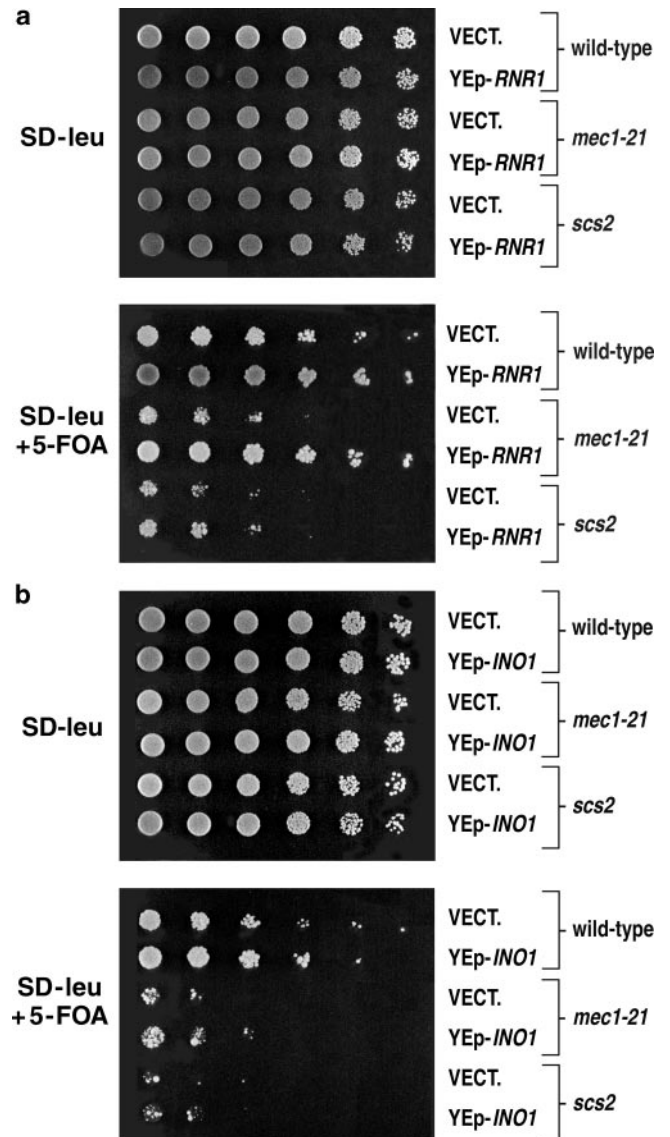 a
SD-leu
VECT.
YEp-RNR1
wild-type
VECT.
YEp-RNR1
mec1-21
VECT.
YEp-RNR1
scs2
SD-leu
+5-FOA
VECT.
YEp-RNR1
wild-type
VECT.
YEp-RNR1
mec1-21
VECT.
YEp-RNR1
scs2
b
SD-leu
VECT.
YEp-INO1
wild-type
VECT.
YEp-INO1
mec1-21
VECT.
YEp-INO1
scs2
SD-leu
+5-FOA
VECT.
YEp-INO1
wild-type
VECT.
YEp-INO1
mec1-21
VECT.
YEp-INO1
scs2